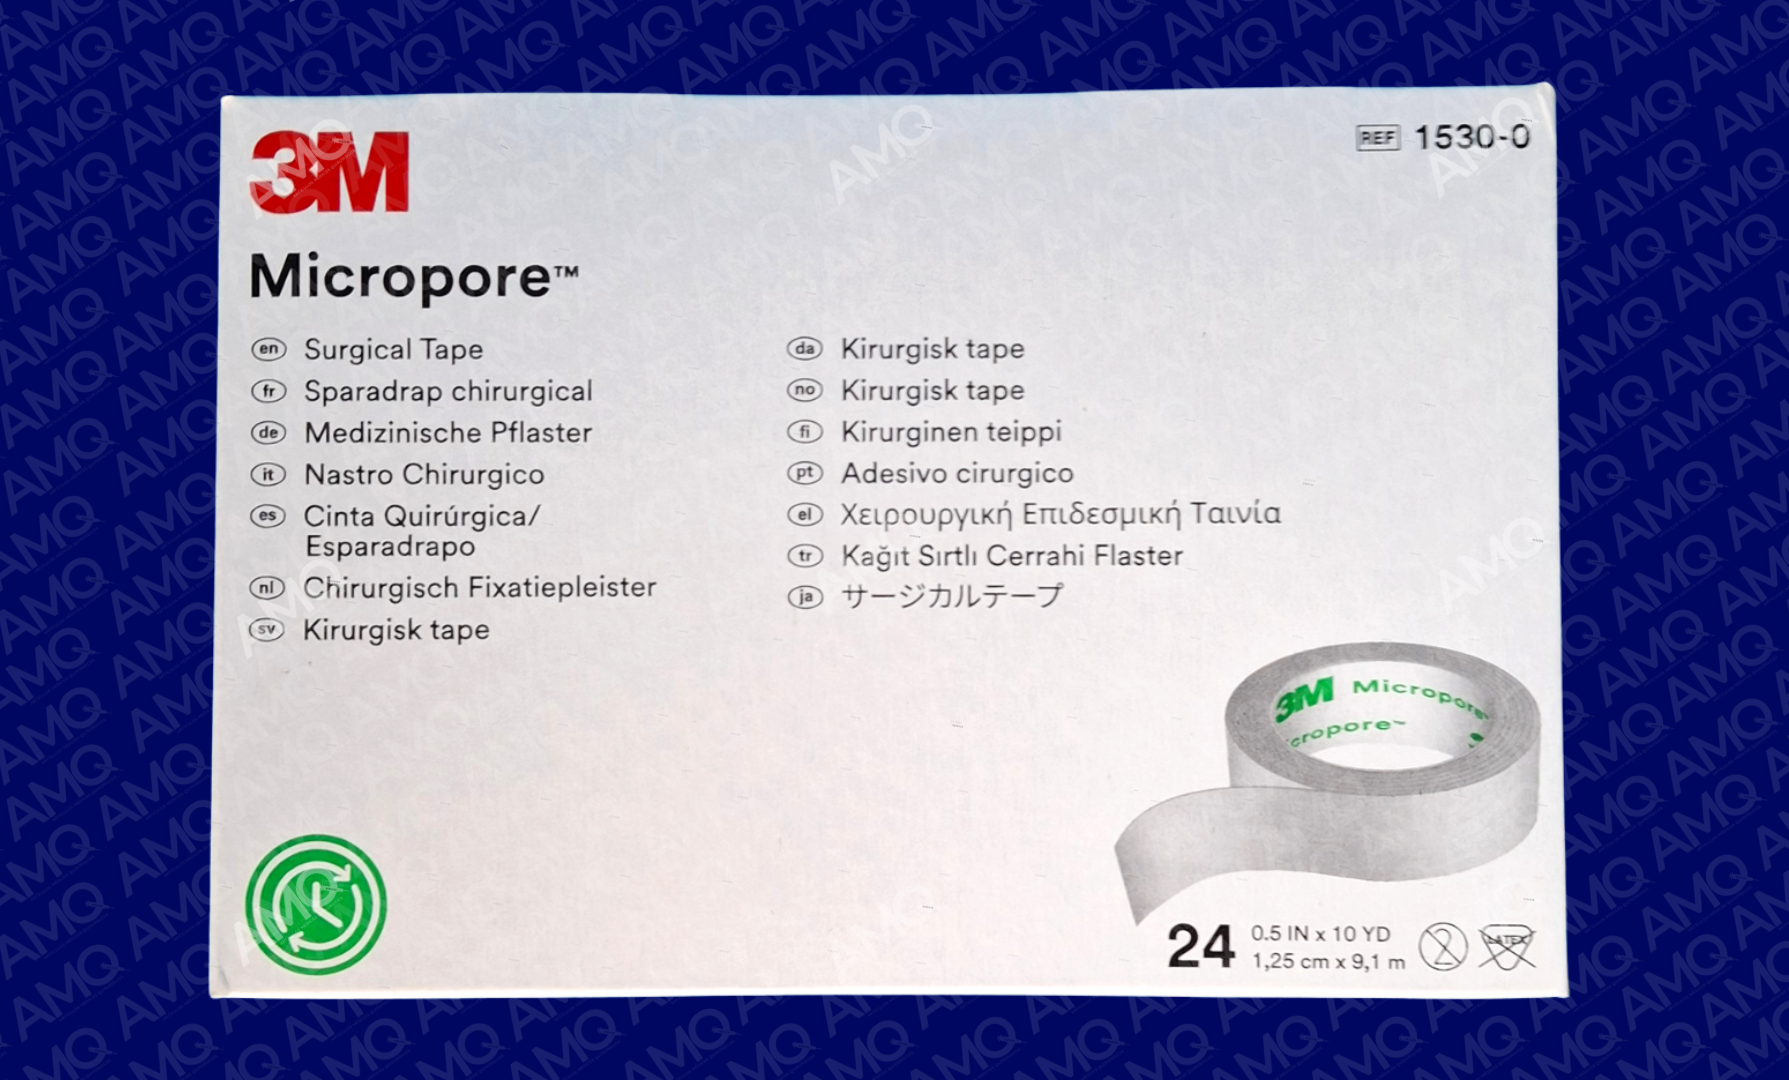 3M
REF 1530-0
Micropore™
en Surgical Tape
fr Sparadrap chirurgical
de Medizinische Pflaster
it Nastro Chirurgico
es Cinta Quirúrgica/
Esparadrapo
nl Chirurgisch Fixatiepleister
sv Kirurgisk tape
da Kirurgisk tape
no Kirurgisk tape
fi Kirurginen teippi
pt Adesivo cirurgico
el Χειρουργική Επιδεσμική Ταινία
tr Kağıt Sırtlı Cerrahi Flaster
ja サージカルテープ
3M Micropore™
cropore™
24
0.5 IN x 10 YD
1,25 cm x 9,1 m
2
LATEX
AMQ